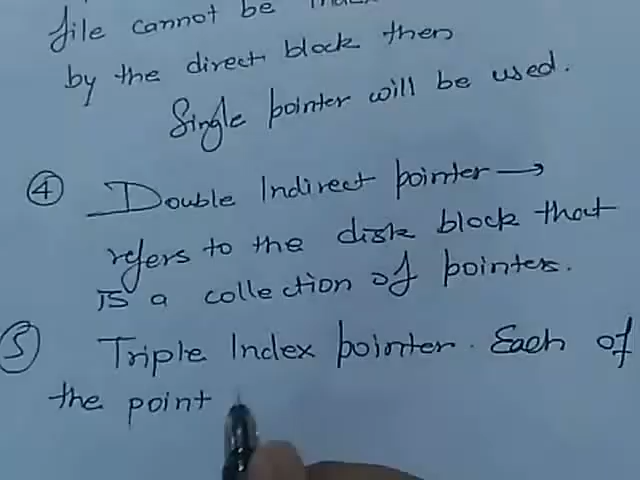 file cannot be
by the direct block then
Single pointer will be used.
④ Double Indirect pointer →
refers to the disk block that
is a collection of pointers.
⑤ Triple Index pointer. Each of
the point